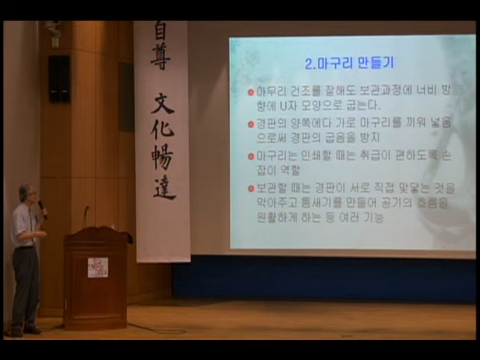 自尊 文化暢達
2.마구리 만들기
아무리 건조를 잘해도 보관과정에 너비 방
향에 U자 모양으로 굽는다.
경판의 양쪽에다 가로 마구리를 끼워 넣음
으로써 경판의 굽음을 방지
마구리는 인쇄할 때는 취급이 편하도록 손
잡이 역할
보관할 때는 경판이 서로 직접 맞닿는 것을
막아주고 틈새기를 만들어 공기의 흐름을
원활하게 하는 등 여러 기능